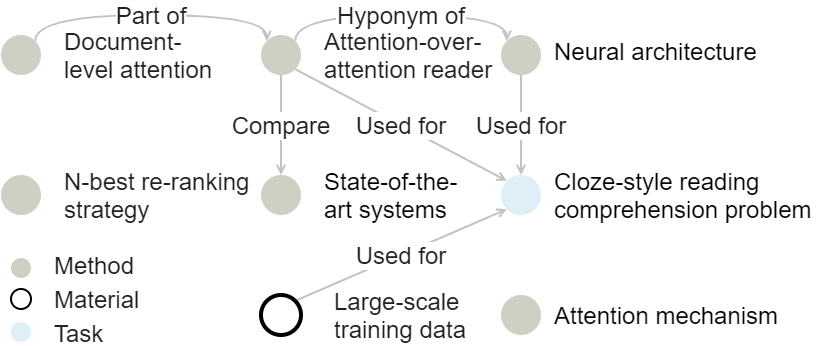 Part of
Hyponym of
Document-
level attention
Attention-over-
attention reader
Neural architecture
Compare
Used for
Used for
N-best re-ranking
strategy
State-of-the-
art systems
Cloze-style reading
comprehension problem
Used for
Method
Material
Task
Large-scale
training data
Attention mechanism